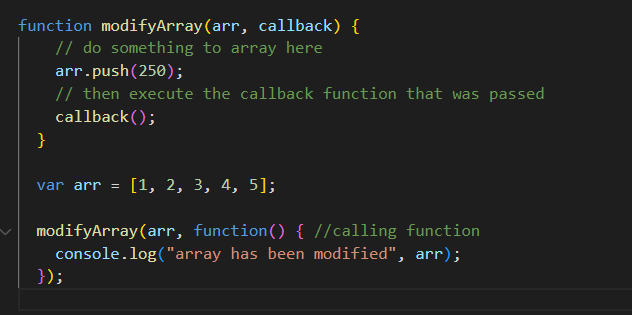 function modifyArray(arr, callback) {
    // do something to array here
    arr.push(250);
    // then execute the callback function that was passed
    callback();
  }

  var arr = [1, 2, 3, 4, 5];

  modifyArray(arr, function() { //calling function
    console.log("array has been modified", arr);
  });